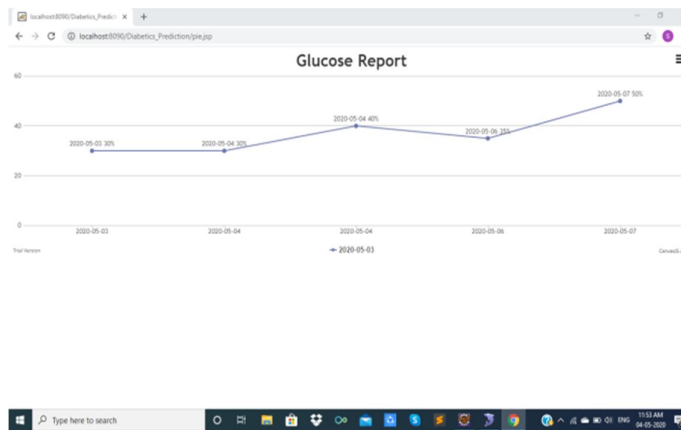 localhost:8090/Diabetics_Predicti
localhost:8090/Diabetics_Prediction/pie.jsp
S
Glucose Report
60
2020-05-07 50%
2020-05-04 40%
40
2020-05-06 35%
2020-05-03 30%
2020-05-04 30%
20
0
2020-05-03
2020-05-04
2020-05-04
2020-05-06
2020-05-07
2020-05-03
Trial Version
Type here to search
ENG
11:53 AM
04-05-2020